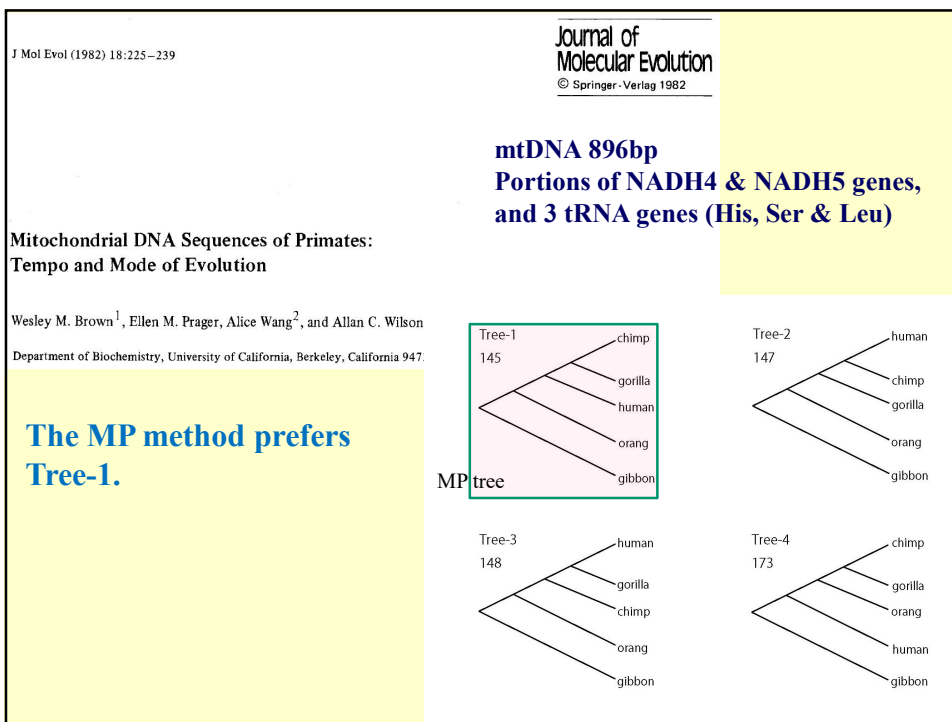 J Mol Evol (1982) 18:225–239
Journal of
Molecular Evolution
© Springer-Verlag 1982
mtDNA 896bp
Portions of NADH4 & NADH5 genes,
and 3 tRNA genes (His, Ser & Leu)
Mitochondrial DNA Sequences of Primates:
Tempo and Mode of Evolution
Wesley M. Brown1, Ellen M. Prager, Alice Wang2, and Allan C. Wilson
Department of Biochemistry, University of California, Berkeley, California 947
The MP method prefers
Tree-1.
Tree-1
145
chimp
gorilla
human
orang
gibbon
MP tree
Tree-2
147
human
chimp
gorilla
orang
gibbon
Tree-3
148
human
gorilla
chimp
orang
gibbon
Tree-4
173
chimp
gorilla
orang
human
gibbon